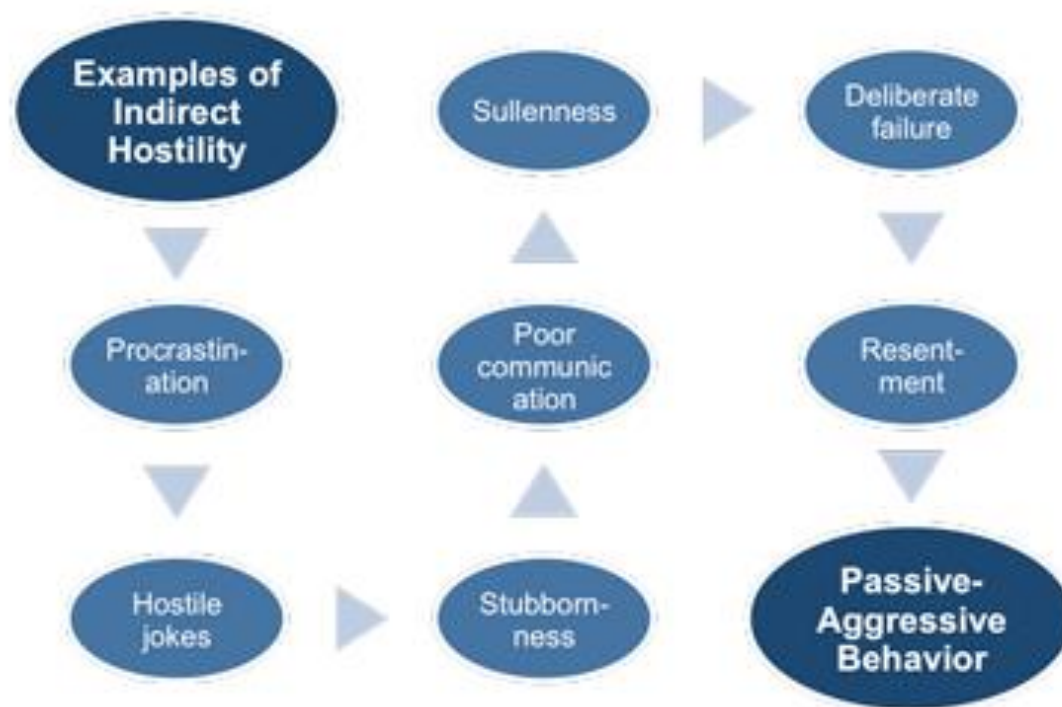 Examples of
Indirect
Hostility
Procrastin-
ation
Hostile
jokes
Stubborn-
ness
Poor
communic
ation
Sullenness
Deliberate
failure
Resent-
ment
Passive-
Aggressive
Behavior